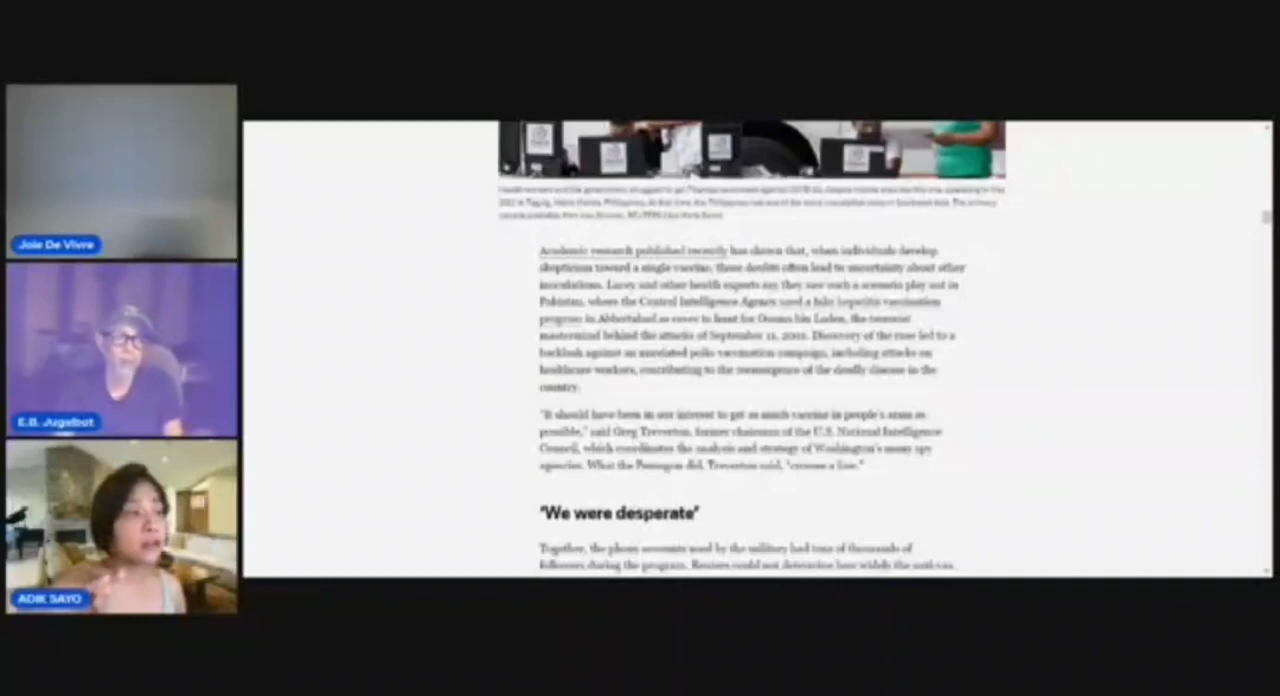 Joie De Vivre
E.B. Jugalbot
ADIK SAYO
Academic research published recently has shown that, when individuals develop
skepticism toward a single vaccine, those doubts often lead to uncertainty about other
inoculations. Lacey and other health experts say they saw such a scenario play out in
Pakistan, where the Central Intelligence Agency used a fake hepatitis vaccination
program in Abbottabad as cover to hunt for Osama bin Laden, the terrorist
mastermind behind the attacks of September 11, 2001. Discovery of the ruse led to a
backlash against an unrelated polio vaccination campaign, including attacks on
healthcare workers, contributing to the reemergence of the deadly disease in the
country.
"It should have been in our interest to get as much vaccine in people's arms as
possible," said Greg Treverton, former chairman of the U.S. National Intelligence
Council, which coordinates the analysis and strategy of Washington's many spy
agencies. What the Pentagon did, Treverton said, "crosses a line."
'We were desperate'
Together, the phony accounts used by the military had tens of thousands of
followers during the program. Reuters could not determine how widely the anti-vax